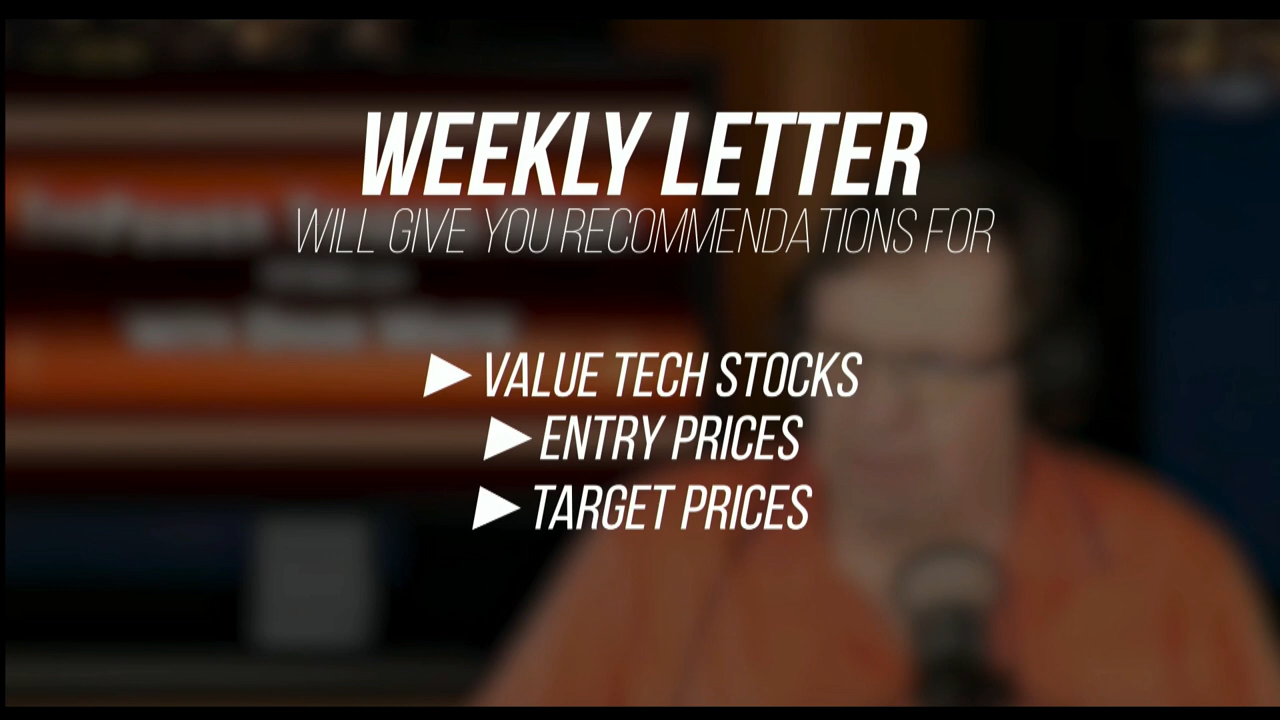 WEEKLY LETTER
WILL GIVE YOU RECOMMENDATIONS FOR
VALUE TECH STOCKS
ENTRY PRICES
TARGET PRICES